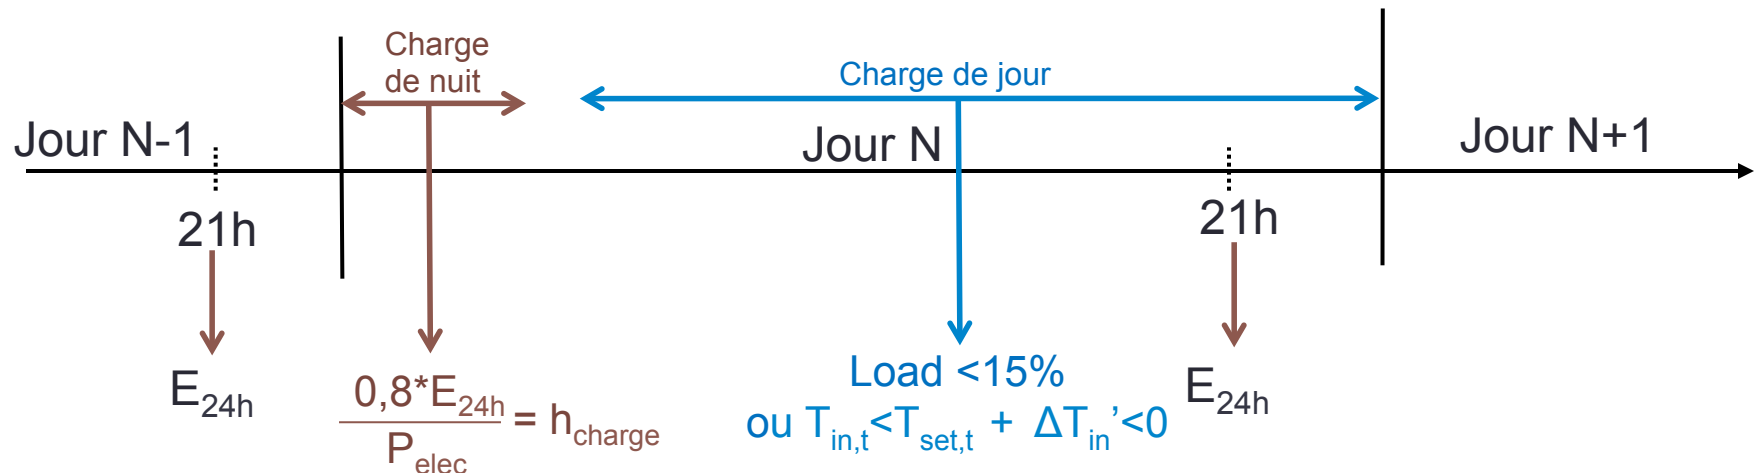 Charge
de nuit
Charge de jour
Jour N-1
Jour N
Jour N+1
21h
21h
E24h
0,8*E24h
Pelec
= hcharge
Load <15%
ou Tin,t<Tset,t + ΔTin’<0
E24h